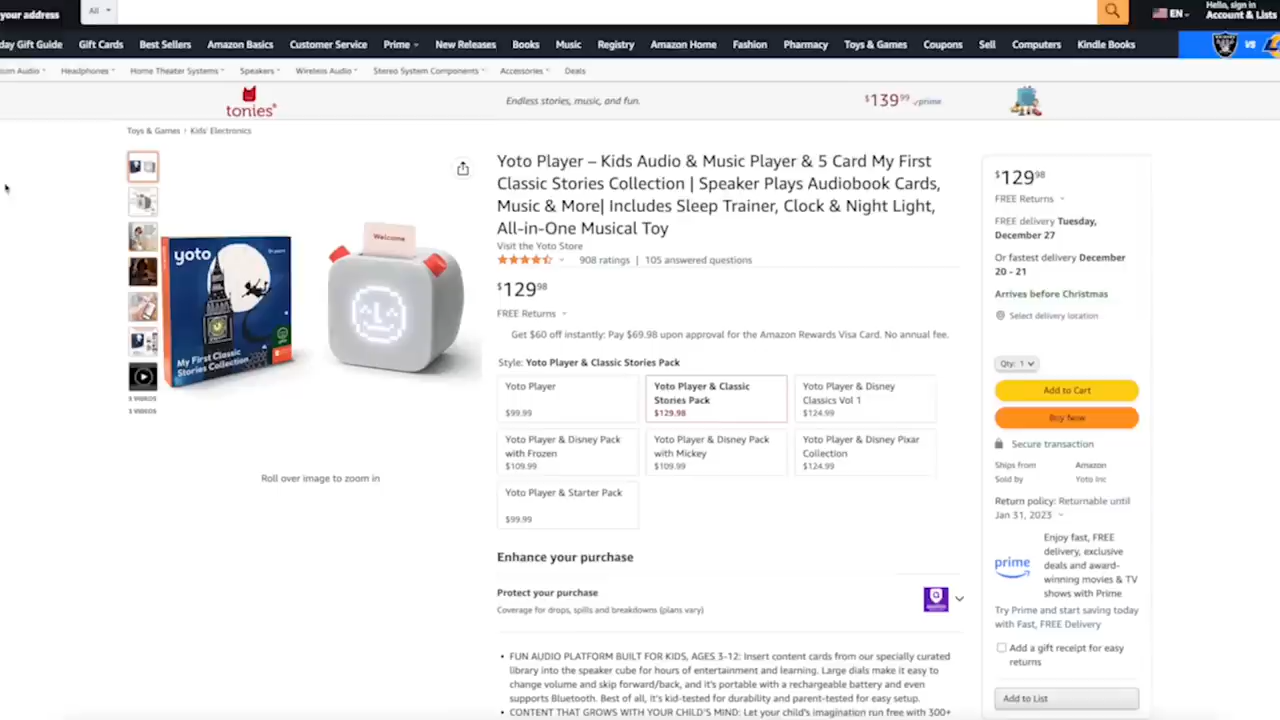 your address
All
EN
Hello, sign in
Account & Lists
day Gift Guide
Gift Cards
Best Sellers
Amazon Basics
Customer Service
Prime
New Releases
Books
Music
Registry
Amazon Home
Fashion
Pharmacy
Toys & Games
Coupons
Sell
Computers
Kindle Books
VS
Audio
Headphones
Home Theater Systems
Speakers
Wireless Audio
Stereo System Components
Accessories
Deals
tonies
Endless stories, music, and fun.
$139.99 prime
Toys & Games › Kids' Electronics
Welcome
yoto
My First Classic
Stories Collection
5 VIDEOS
5 VIDEOS
Roll over image to zoom in
Yoto Player – Kids Audio & Music Player & 5 Card My First
Classic Stories Collection | Speaker Plays Audiobook Cards,
Music & More| Includes Sleep Trainer, Clock & Night Light,
All-in-One Musical Toy
Visit the Yoto Store
908 ratings | 105 answered questions
$129.98
FREE Returns
Get $60 off instantly: Pay $69.98 upon approval for the Amazon Rewards Visa Card. No annual fee.
Style: Yoto Player & Classic Stories Pack
Yoto Player
$99.99
Yoto Player & Classic
Stories Pack
$129.98
Yoto Player & Disney
Classics Vol 1
$124.99
Yoto Player & Disney Pack
with Frozen
$109.99
Yoto Player & Disney Pack
with Mickey
$109.99
Yoto Player & Disney Pixar
Collection
$124.99
Yoto Player & Starter Pack
$99.99
Enhance your purchase
Protect your purchase
Coverage for drops, spills and breakdowns (plans vary)
• FUN AUDIO PLATFORM BUILT FOR KIDS, AGES 3-12: Insert content cards from our specially curated
library into the speaker cube for hours of entertainment and learning. Large dials make it easy to
change volume and skip forward/back, and it's portable with a rechargeable battery and even
supports Bluetooth. Best of all, it's kid-tested for durability and parent-tested for easy setup.
• CONTENT THAT GROWS WITH YOUR CHILD'S MIND: Let your child's imagination run free with 300+
$129.98
FREE Returns
FREE delivery Tuesday,
December 27
Or fastest delivery December
20 - 21
Arrives before Christmas
Select delivery location
Qty: 1
Add to Cart
Buy Now
Secure transaction
Ships from Amazon
Sold by Yoto Inc
Return policy: Returnable until
Jan 31, 2023
prime
Enjoy fast, FREE
delivery, exclusive
deals and award-
winning movies & TV
shows with Prime
Try Prime and start saving today
with Fast, FREE Delivery
Add a gift receipt for easy
returns
Add to List